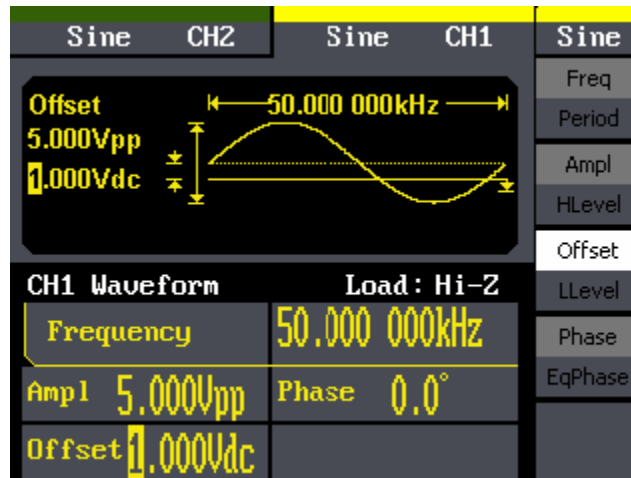 Sine CH2
Sine CH1
Sine
Offset
5.000Vpp
1.000Vdc
50.000 000kHz
Freq
Period
Ampl
HLevel
Offset
LLevel
Phase
EqPhase
CH1 Waveform
Load: Hi-Z
Frequency
50.000 000kHz
Ampl 5.000Vpp
Phase 0.0°
Offset 1.000Vdc